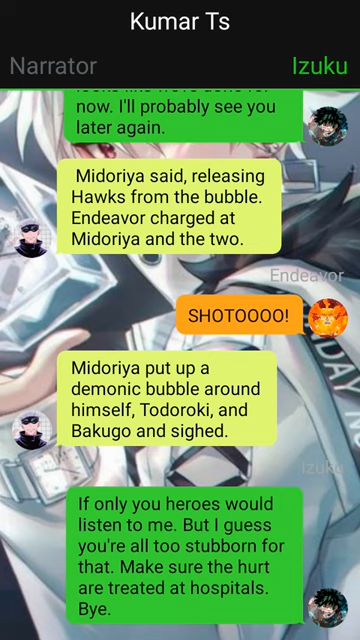 Kumar Ts
Narrator
Izuku
now. I'll probably see you
later again.
Midoriya said, releasing
Hawks from the bubble.
Endeavor charged at
Midoriya and the two.
Endeavor
SHOTOOOO!
Midoriya put up a
demonic bubble around
himself, Todoroki, and
Bakugo and sighed.
Izuku
If only you heroes would
listen to me. But I guess
you're all too stubborn for
that. Make sure the hurt
are treated at hospitals.
Bye.